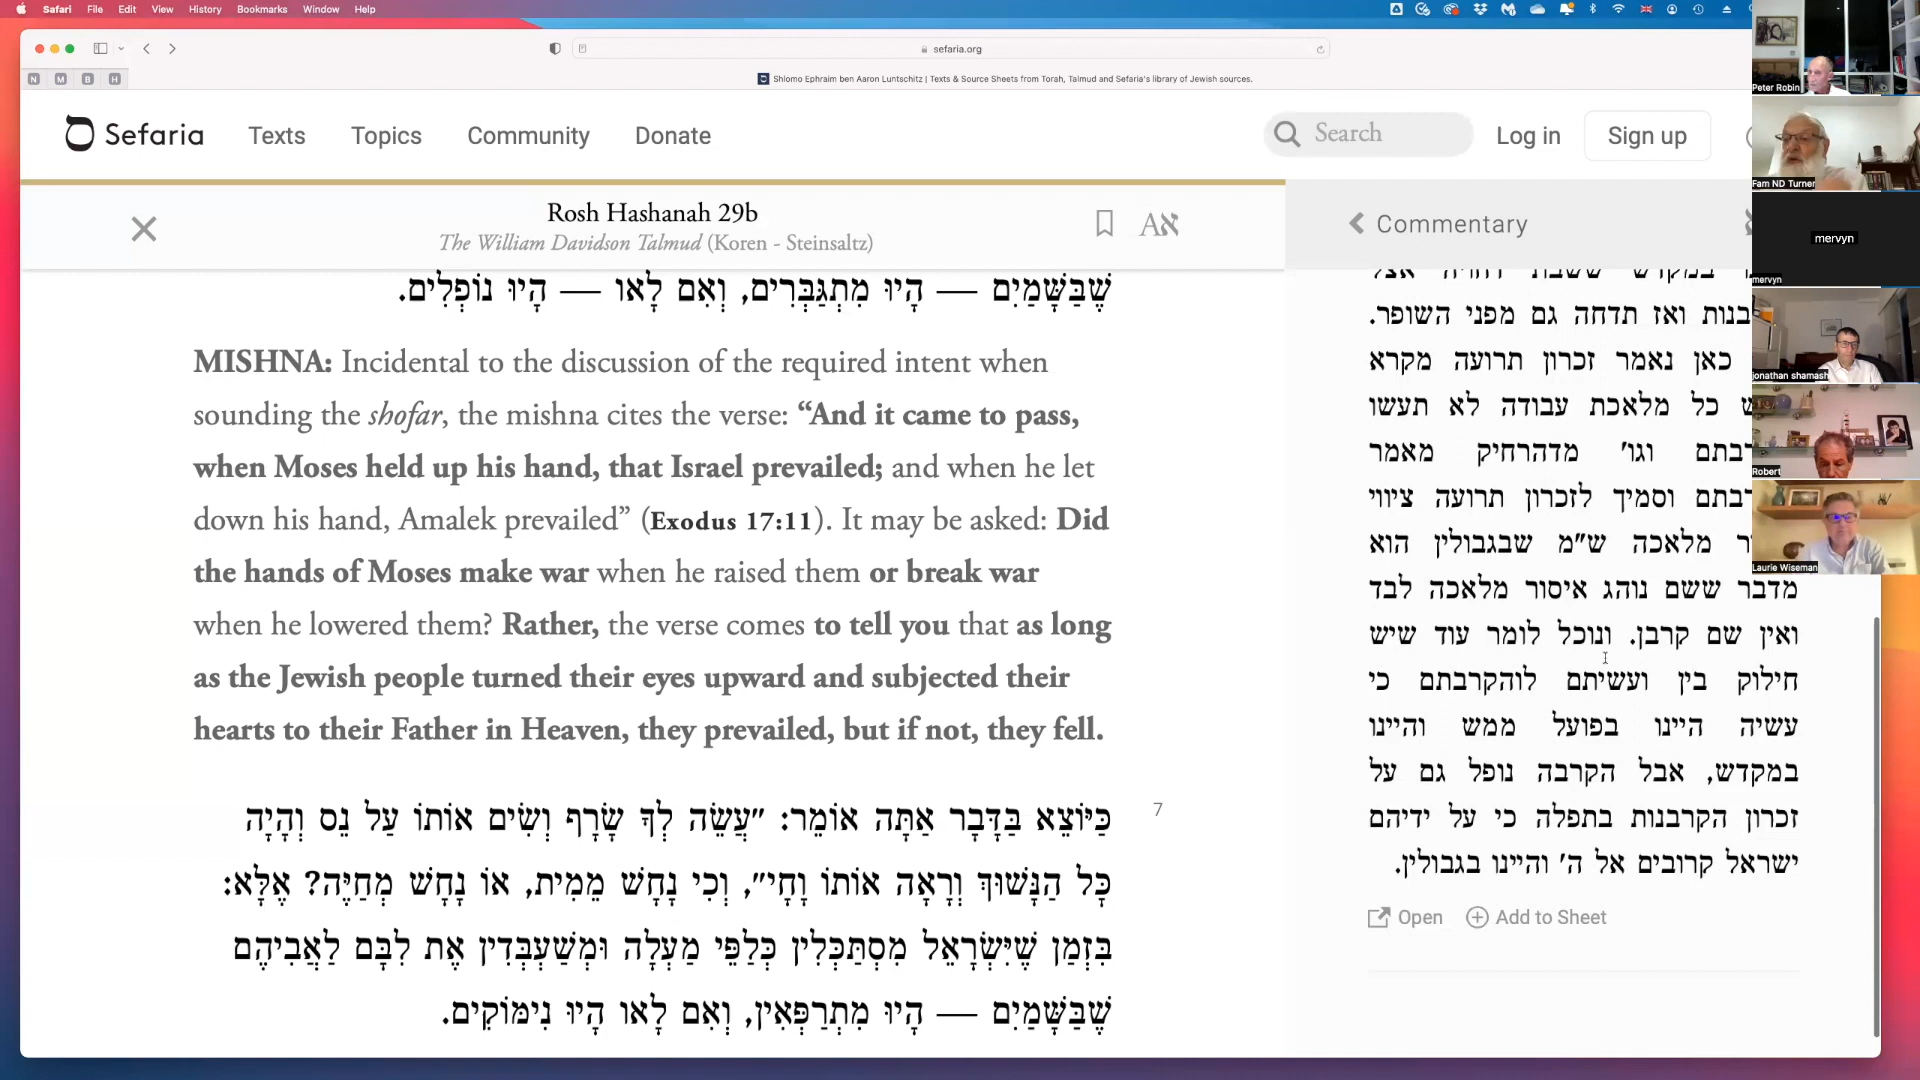 Safari File Edit View History Bookmarks Window Help
sefaria.org
N M B H
Shlomo Ephraim ben Aaron Luntschitz | Texts & Source Sheets from Torah, Talmud and Sefaria's library of Jewish sources.
Sefaria Texts Topics Community Donate Search Log in Sign up
Rosh Hashanah 29b
The William Davidson Talmud (Koren - Steinsaltz)
Aא
שֶׁבַּשָּׁמַיִם — הָיוּ מִתְגַּבְּרִים, וְאִם לָאו — הָיוּ נוֹפְלִים.
MISHNA: Incidental to the discussion of the required intent when
sounding the shofar, the mishna cites the verse: “And it came to pass,
when Moses held up his hand, that Israel prevailed; and when he let
down his hand, Amalek prevailed” (Exodus 17:11). It may be asked: Did
the hands of Moses make war when he raised them or break war
when he lowered them? Rather, the verse comes to tell you that as long
as the Jewish people turned their eyes upward and subjected their
hearts to their Father in Heaven, they prevailed, but if not, they fell.
7
כַּיּוֹצֵא בַּדָּבָר אַתָּה אוֹמֵר: ״עֲשֵׂה לְךָ שָׂרָף וְשִׂים אוֹתוֹ עַל נֵס וְהָיָה
כׇּל הַנָּשׁוּךְ וְרָאָה אוֹתוֹ וָחָי״, וְכִי נָחָשׁ מֵמִית, אוֹ נָחָשׁ מְחַיֶּה? אֶלָּא:
בִּזְמַן שֶׁיִּשְׂרָאֵל מִסְתַּכְּלִין כְּלַפֵּי מַעְלָה וּמְשַׁעְבְּדִין אֶת לִבָּם לַאֲבִיהֶם
שֶׁבַּשָּׁמַיִם — הָיוּ מִתְרַפְּאִין, וְאִם לָאו הָיוּ נִימּוֹקִים.
Commentary
במקדש ששבת דחויה אצל
ואז תדחה גם מפני השופר.
כאן נאמר זכרון תרועה מקרא
כל מלאכת עבודה לא תעשו
וגו' מדהרחיק מאמר
וסמיך לזכרון תרועה ציווי
מלאכה ש"מ שבגבולין הוא
מדבר ששם נוהג איסור מלאכה לבד
ואין שם קרבן. ונוכל לומר עוד שיש
חילוק בין ועשיתם לוהקרבתם כי
עשיה היינו בפועל ממש והיינו
במקדש, אבל הקרבה נופל גם על
זכרון הקרבנות בתפלה כי על ידיהם
ישראל קרובים אל ה' והיינו בגבולין.
Open Add to Sheet
Peter Robin
Fam ND Turner
mervyn
mervyn
jonathan shamash
Robert
Laurie Wiseman